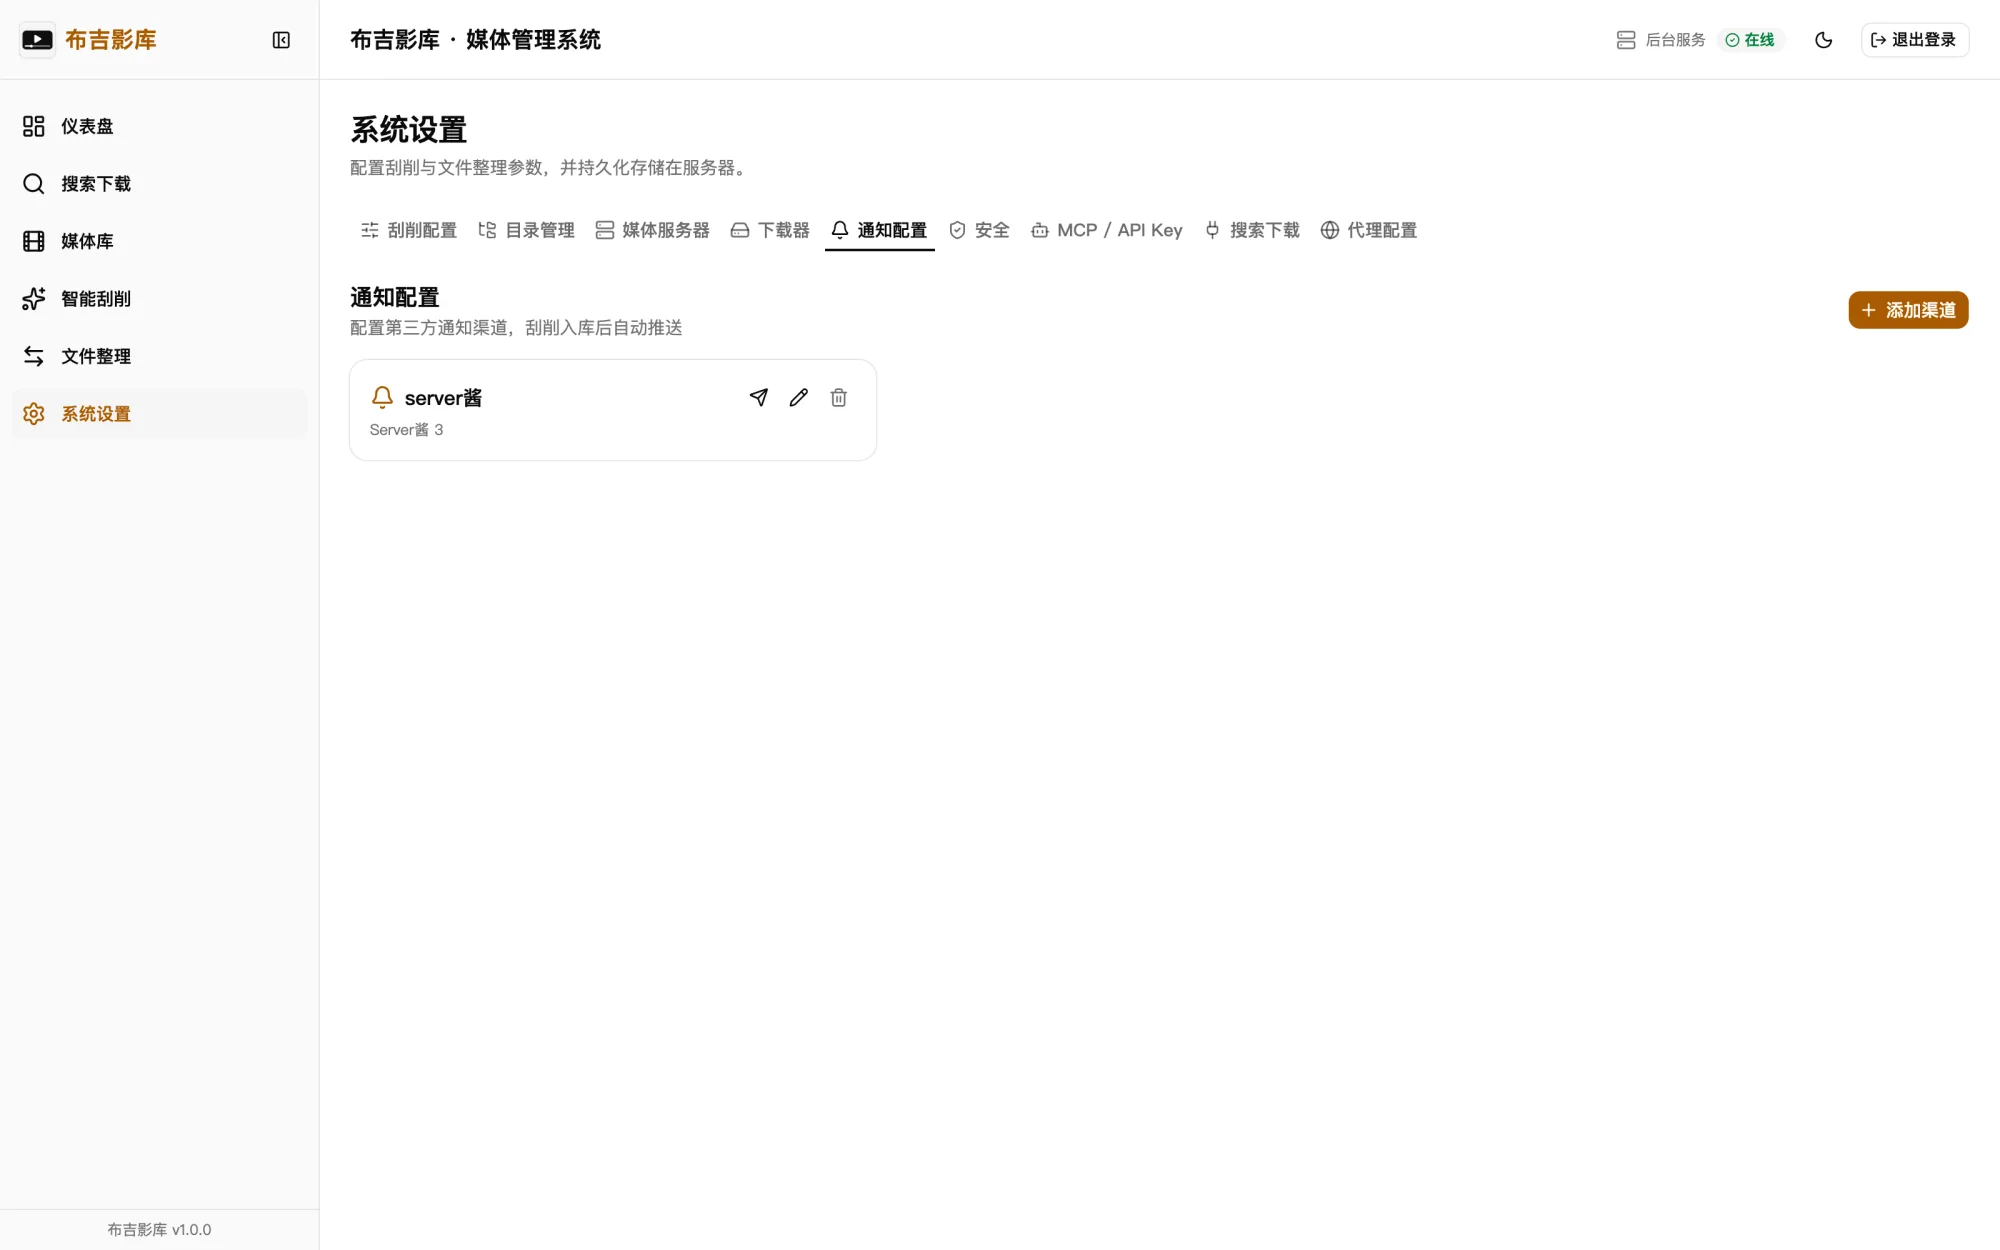 布吉影库
布吉影库 · 媒体管理系统
后台服务
在线
退出登录
仪表盘
搜索下载
媒体库
智能刮削
文件整理
系统设置
系统设置
配置刮削与文件整理参数，并持久化存储在服务器。
刮削配置
目录管理
媒体服务器
下载器
通知配置
安全
MCP / API Key
搜索下载
代理配置
通知配置
配置第三方通知渠道，刮削入库后自动推送
添加渠道
server酱
Server酱 3
布吉影库 v1.0.0